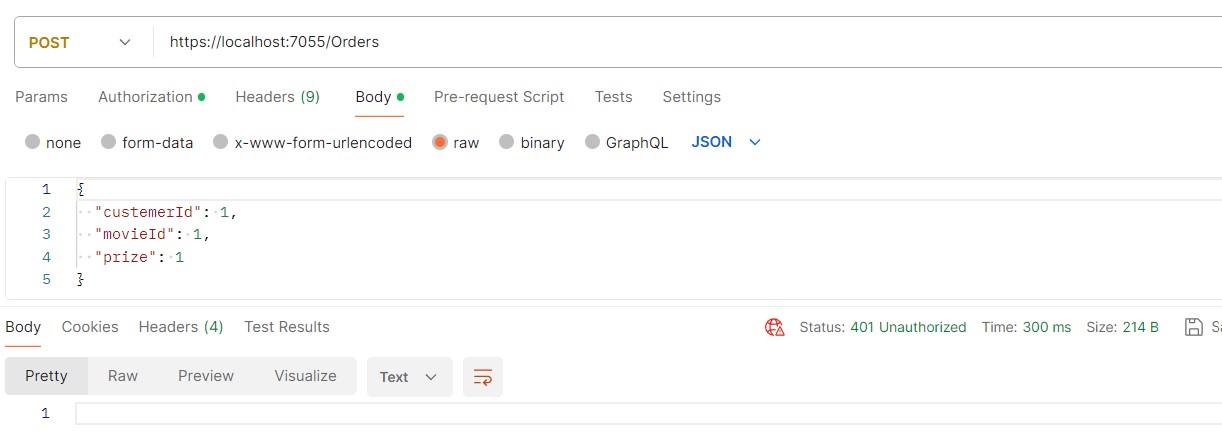 POST https://localhost:7055/Orders
Params Authorization Headers (9) Body Pre-request Script Tests Settings
none form-data x-www-form-urlencoded raw binary GraphQL JSON
1 {
2 "custemerId": 1,
3 "movieId": 1,
4 "prize": 1
5 }
Body Cookies Headers (4) Test Results Status: 401 Unauthorized Time: 300 ms Size: 214 B
Pretty Raw Preview Visualize Text
1